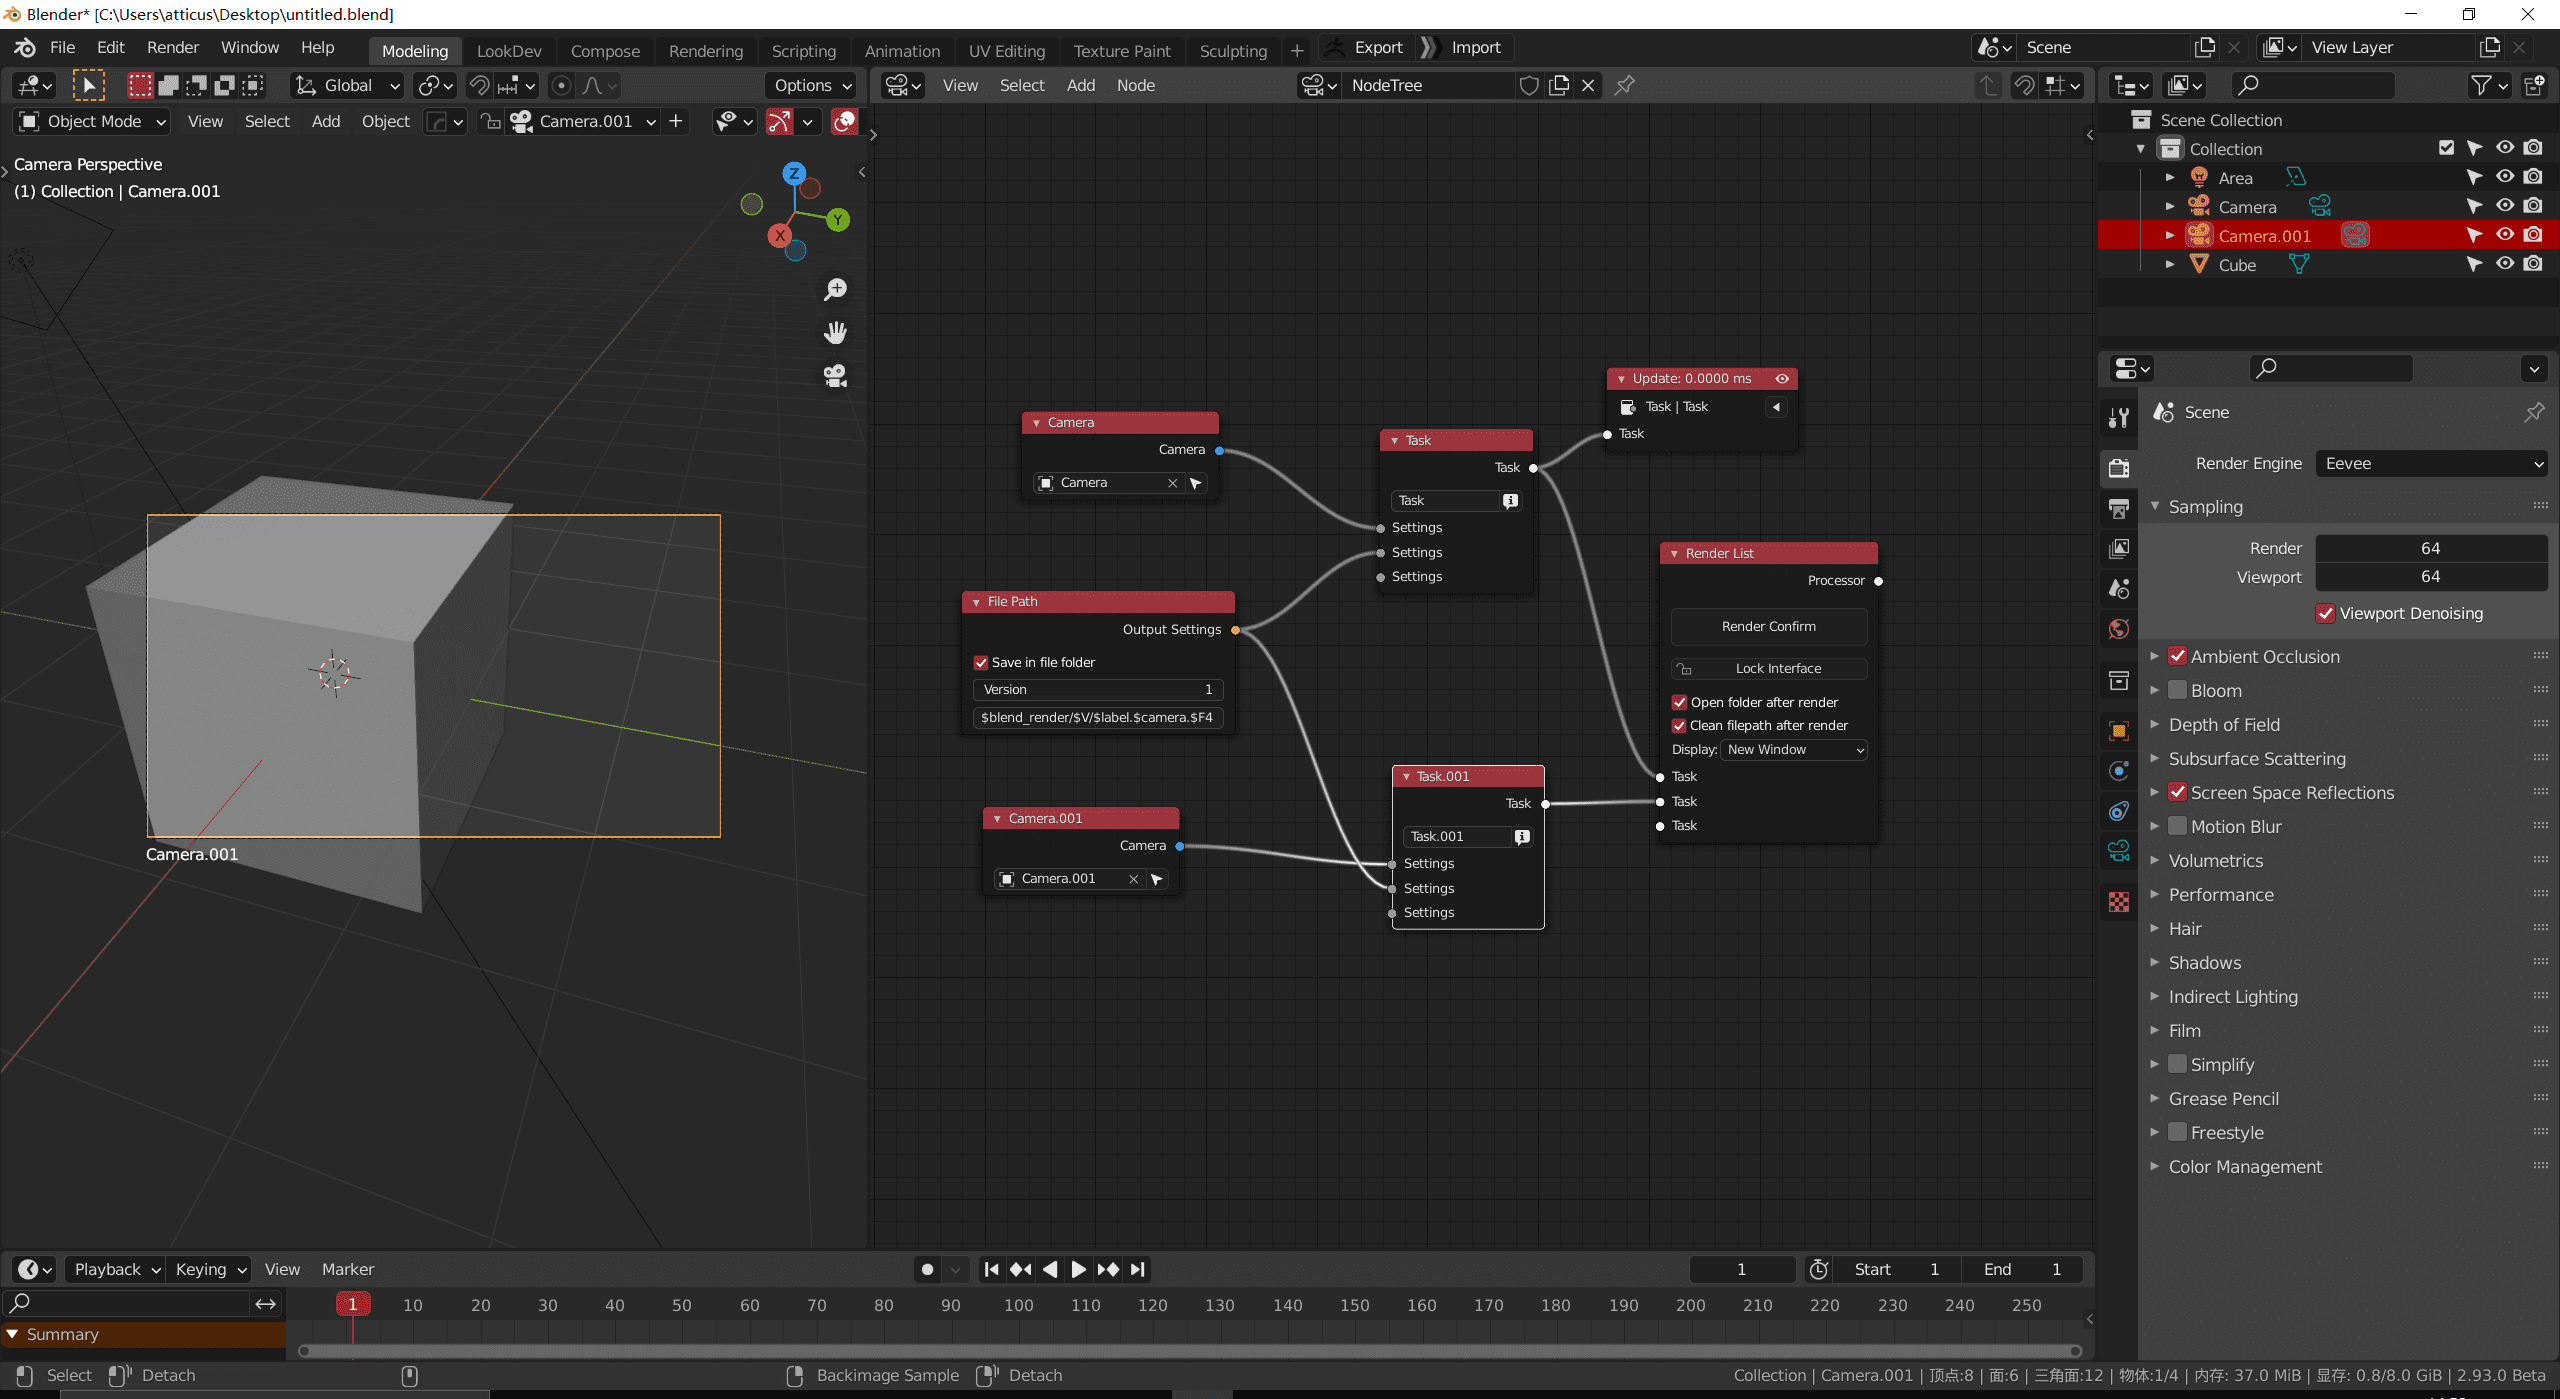 Blender* [C:\Users\atticus\Desktop\untitled.blend]
File Edit Render Window Help Modeling LookDev Compose Rendering Scripting Animation UV Editing Texture Paint Sculpting + Export Import Scene View Layer
Global Options View Select Add Node NodeTree
Object Mode View Select Add Object Camera.001
Camera Perspective
(1) Collection | Camera.001
Z
Y
X
Camera.001
Camera
Camera
Camera
File Path
Output Settings
Save in file folder
Version 1
$blend_render/$V/$label.$camera.$F4
Camera.001
Camera
Camera.001
Task
Task
Task
Settings
Settings
Settings
Update: 0.0000 ms
Task | Task
Task
Task.001
Task
Task.001
Settings
Settings
Settings
Render List
Processor
Render Confirm
Lock Interface
Open folder after render
Clean filepath after render
Display: New Window
Task
Task
Task
Scene Collection
Collection
Area
Camera
Camera.001
Cube
Scene
Render Engine Eevee
Sampling
Render 64
Viewport 64
Viewport Denoising
Ambient Occlusion
Bloom
Depth of Field
Subsurface Scattering
Screen Space Reflections
Motion Blur
Volumetrics
Performance
Hair
Shadows
Indirect Lighting
Film
Simplify
Grease Pencil
Freestyle
Color Management
Playback Keying View Marker 1 Start 1 End 1
1 10 20 30 40 50 60 70 80 90 100 110 120 130 140 150 160 170 180 190 200 210 220 230 240 250
Summary
Select Detach Backimage Sample Detach Collection | Camera.001 | 顶点:8 | 面:6 | 三角面:12 | 物体:1/4 | 内存: 37.0 MiB | 显存: 0.8/8.0 GiB | 2.93.0 Beta